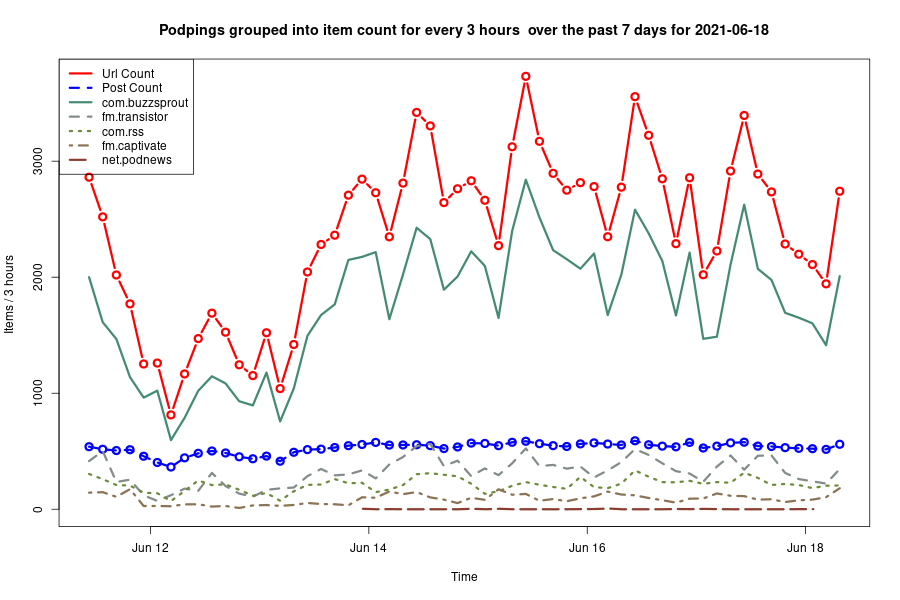 Podpings grouped into item count for every 3 hours  over the past 7 days for 2021-06-18
Url Count
Post Count
com.buzzsprout
fm.transistor
com.rss
fm.captivate
net.podnews
Items / 3 hours
3000
2000
1000
0
Jun 12
Jun 14
Jun 16
Jun 18
Time